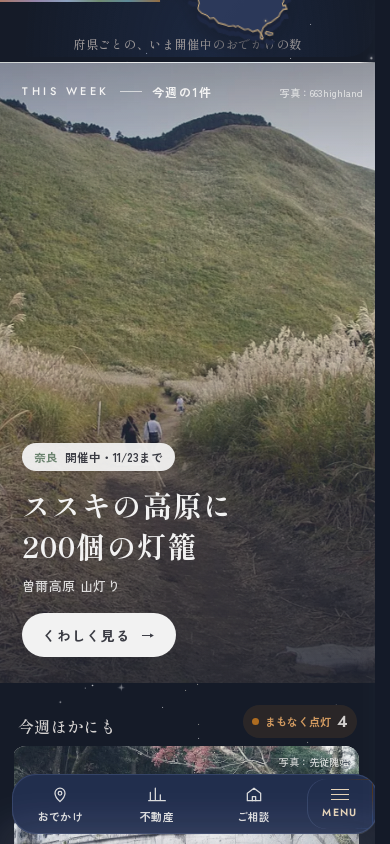 府県ごとの、いま開催中のおでかけの数
THIS WEEK — 今週の1件
写真：663highland
奈良 開催中・11/23まで
ススキの高原に
200個の灯籠
曽爾高原 山灯り
くわしく見る →
今週ほかにも
まもなく点灯 4
写真：先従隗始
おでかけ
不動産
ご相談
MENU